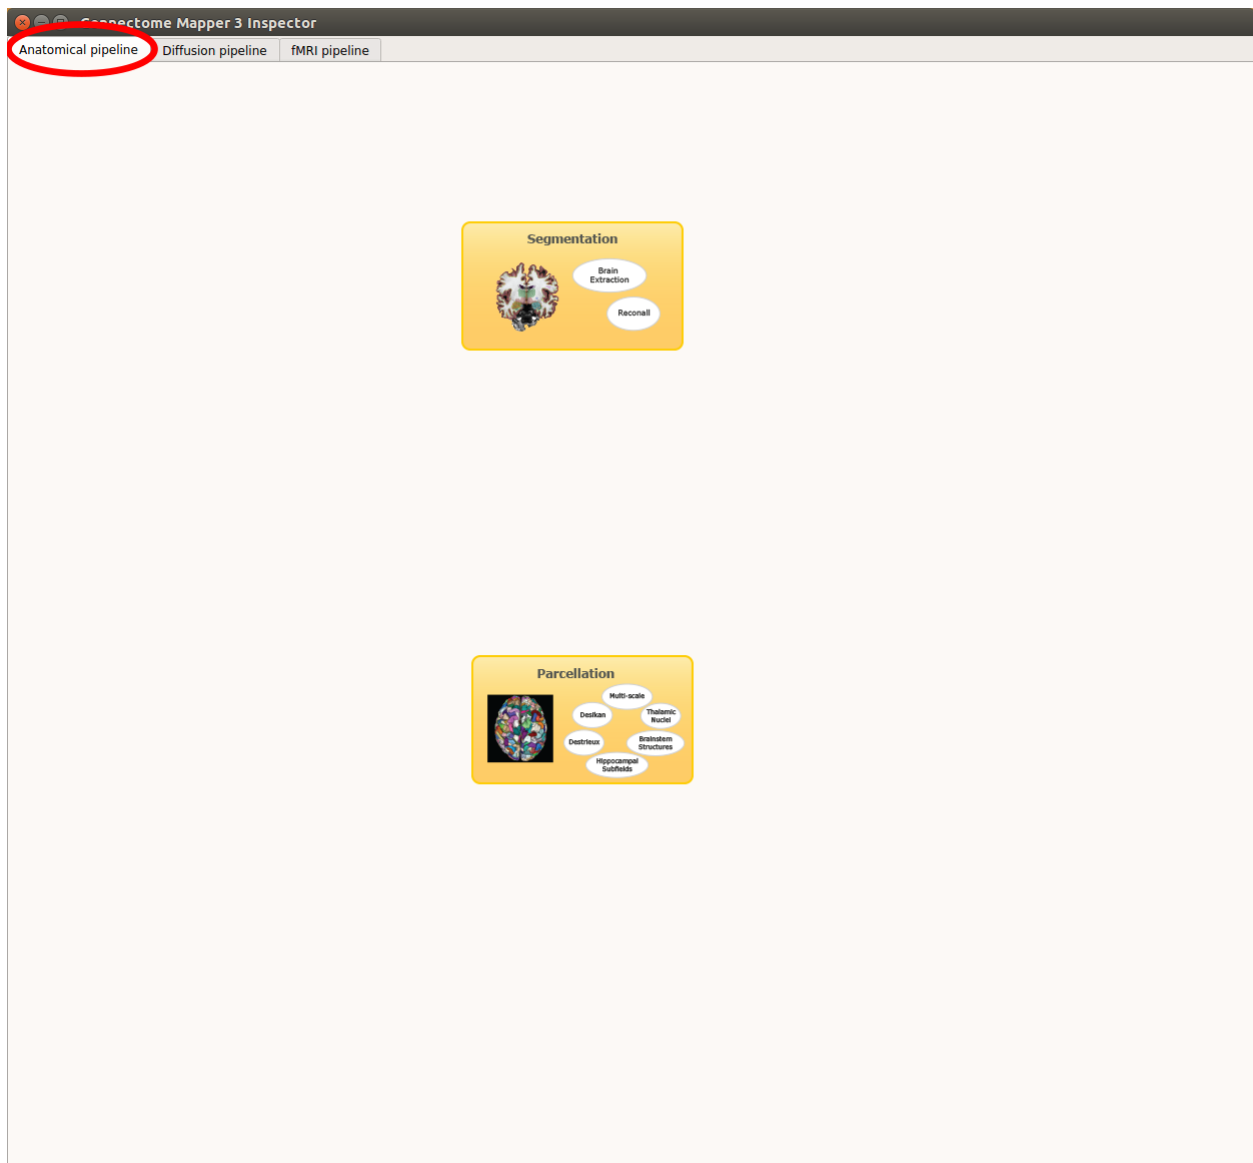 Connectome Mapper 3 Inspector
Anatomical pipeline
Diffusion pipeline
fMRI pipeline
Segmentation
Brain
Extraction
Reconall
Parcellation
Multi-scale
Desikan
Thalamic
Nuclei
Destrieux
Brainstem
Structures
Hippocampal
Subfields